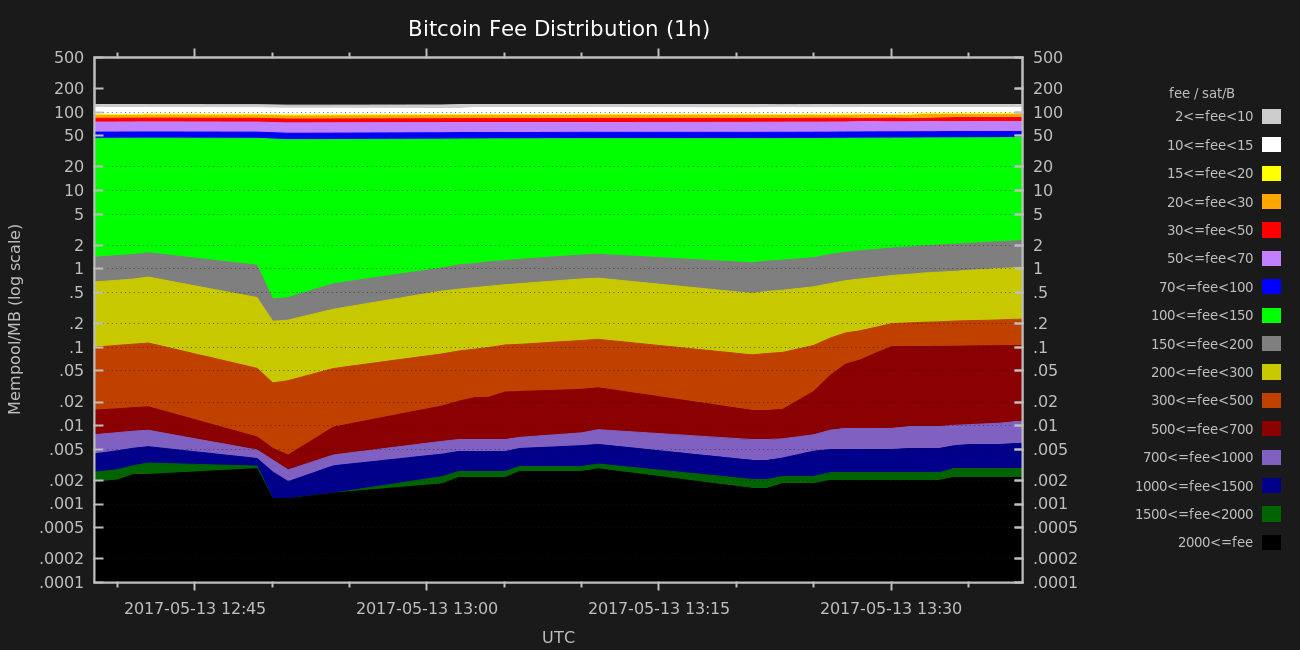 Bitcoin Fee Distribution (1h)
500
200
100
50
20
10
5
2
1
.5
.2
.1
.05
.02
.01
.005
.002
.001
.0005
.0002
.0001
Mempool/MB (log scale)
500
200
100
50
20
10
5
2
1
.5
.2
.1
.05
.02
.01
.005
.002
.001
.0005
.0002
.0001
2017-05-13 12:45
2017-05-13 13:00
2017-05-13 13:15
2017-05-13 13:30
UTC
fee / sat/B
2<=fee<10
10<=fee<15
15<=fee<20
20<=fee<30
30<=fee<50
50<=fee<70
70<=fee<100
100<=fee<150
150<=fee<200
200<=fee<300
300<=fee<500
500<=fee<700
700<=fee<1000
1000<=fee<1500
1500<=fee<2000
2000<=fee